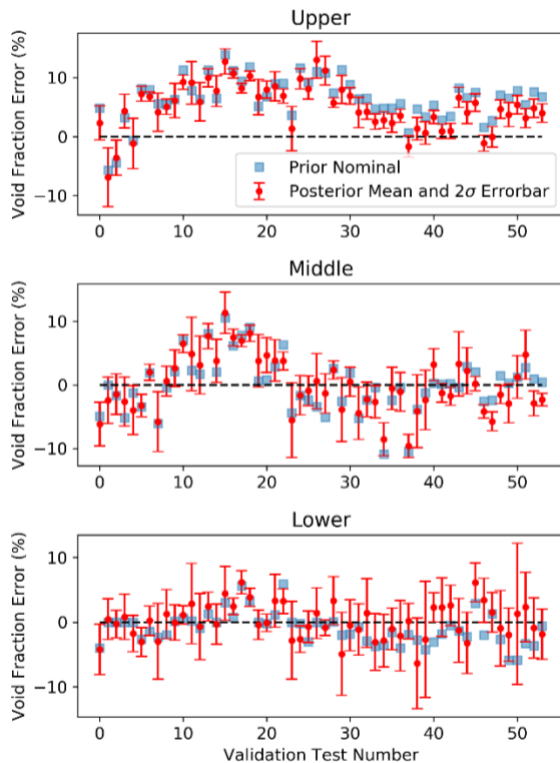 Upper
Void Fraction Error (%)
10
0
−10
Prior Nominal
Posterior Mean and 2σ Errorbar
0 10 20 30 40 50
Middle
Void Fraction Error (%)
10
0
−10
0 10 20 30 40 50
Lower
Void Fraction Error (%)
10
0
−10
0 10 20 30 40 50
Validation Test Number